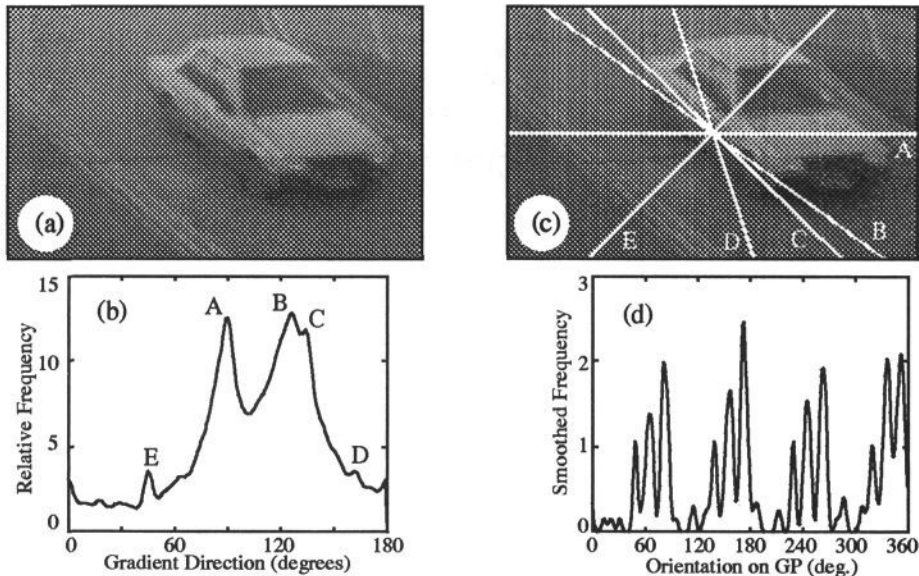 (a)
(c)
A
B
C
D
E
(b)
A
B
C
E
D
15
10
5
0
Relative Frequency
0 60 120 180
Gradient Direction (degrees)
(d)
3
2
1
0
Smoothed Frequency
0 60 120 180 240 300 360
Orientation on GP (deg.)